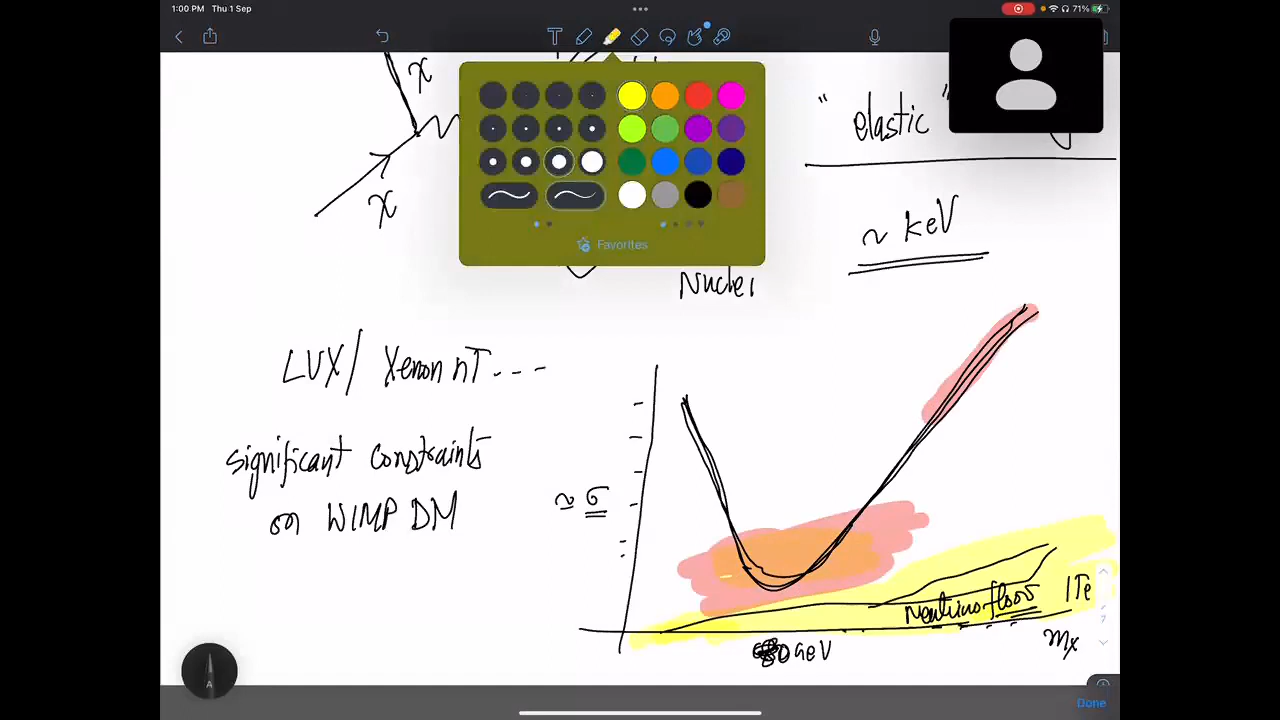 1:00 PM Thu 1 Sep
71%
T
χ
χ
"elastic"
~ keV
Favorites
Nuclei
LUX/ Xenon nT - - -
significant constraints
on WIMP DM
≈ σ
Neutrino floor
1Te
GeV
mχ
A
Done